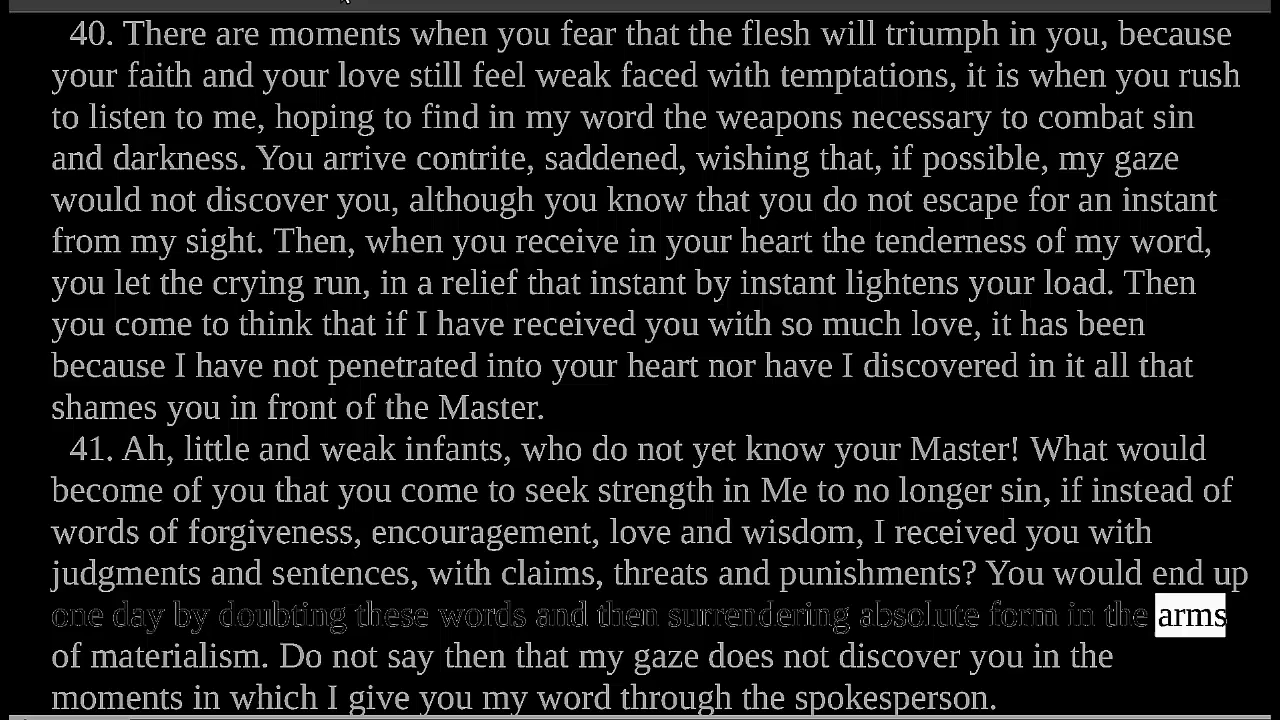 40. There are moments when you fear that the flesh will triumph in you, because
your faith and your love still feel weak faced with temptations, it is when you rush
to listen to me, hoping to find in my word the weapons necessary to combat sin
and darkness. You arrive contrite, saddened, wishing that, if possible, my gaze
would not discover you, although you know that you do not escape for an instant
from my sight. Then, when you receive in your heart the tenderness of my word,
you let the crying run, in a relief that instant by instant lightens your load. Then
you come to think that if I have received you with so much love, it has been
because I have not penetrated into your heart nor have I discovered in it all that
shames you in front of the Master.
41. Ah, little and weak infants, who do not yet know your Master! What would
become of you that you come to seek strength in Me to no longer sin, if instead of
words of forgiveness, encouragement, love and wisdom, I received you with
judgments and sentences, with claims, threats and punishments? You would end up
one day by doubting these words and then surrendering absolute form in the arms
of materialism. Do not say then that my gaze does not discover you in the
moments in which I give you my word through the spokesperson.